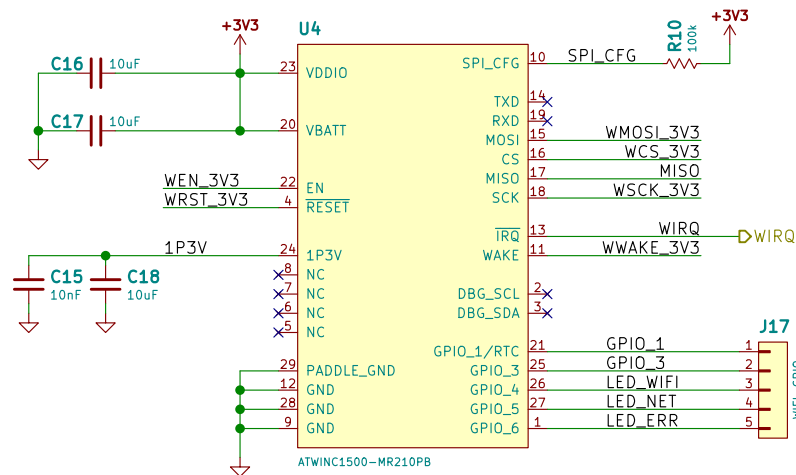 +3V3
U4
+3V3
R10
100k
C16
10uF
23
VDDIO
SPI_CFG
10
SPI_CFG
TXD
14
C17
10uF
20
VBATT
RXD
19
MOSI
15
WMOSI_3V3
CS
16
WCS_3V3
MISO
17
MISO
WEN_3V3
22
EN
SCK
18
WSCK_3V3
WRST_3V3
4
RESET
IRQ
13
WIRQ
WIRQ
1P3V
24
1P3V
WAKE
11
WWAKE_3V3
C15
10nF
C18
10uF
8
NC
7
NC
DBG_SCL
2
6
NC
DBG_SDA
3
5
NC
J17
GPIO_1/RTC
21
GPIO_1
1
29
PADDLE_GND
GPIO_3
25
GPIO_3
2
12
GND
GPIO_4
26
LED_WIFI
3
28
GND
GPIO_5
27
LED_NET
4
9
GND
GPIO_6
1
LED_ERR
5
ATWINC1500-MR210PB